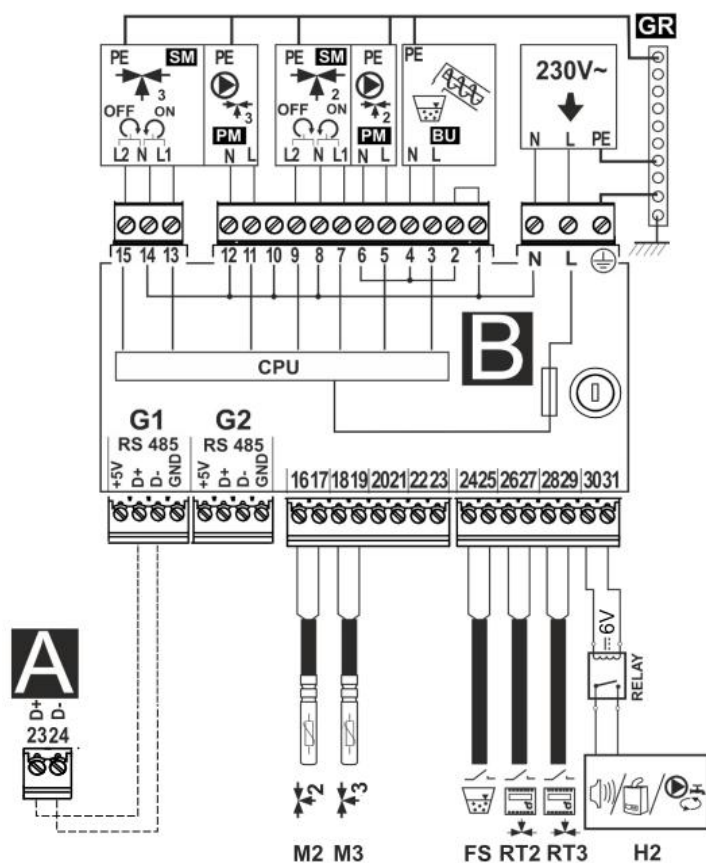 GR
PE SM PE PE SM PE PE
3 3 2 2
230V~
OFF ON OFF ON
PM PM BU
L2 N L1 N L L2 N L1 N L N L N L PE
15 14 13 12 11 10 9 8 7 6 5 4 3 2 1 N L
CPU
B
G1 G2
RS 485 RS 485
+5V D+ D- GND +5V D+ D- GND
16 17 18 19 20 21 22 23 24 25 26 27 28 29 30 31
A
D+ D-
23 24
6V
RELAY
2 3
M2 M3 FS RT2 RT3 H2